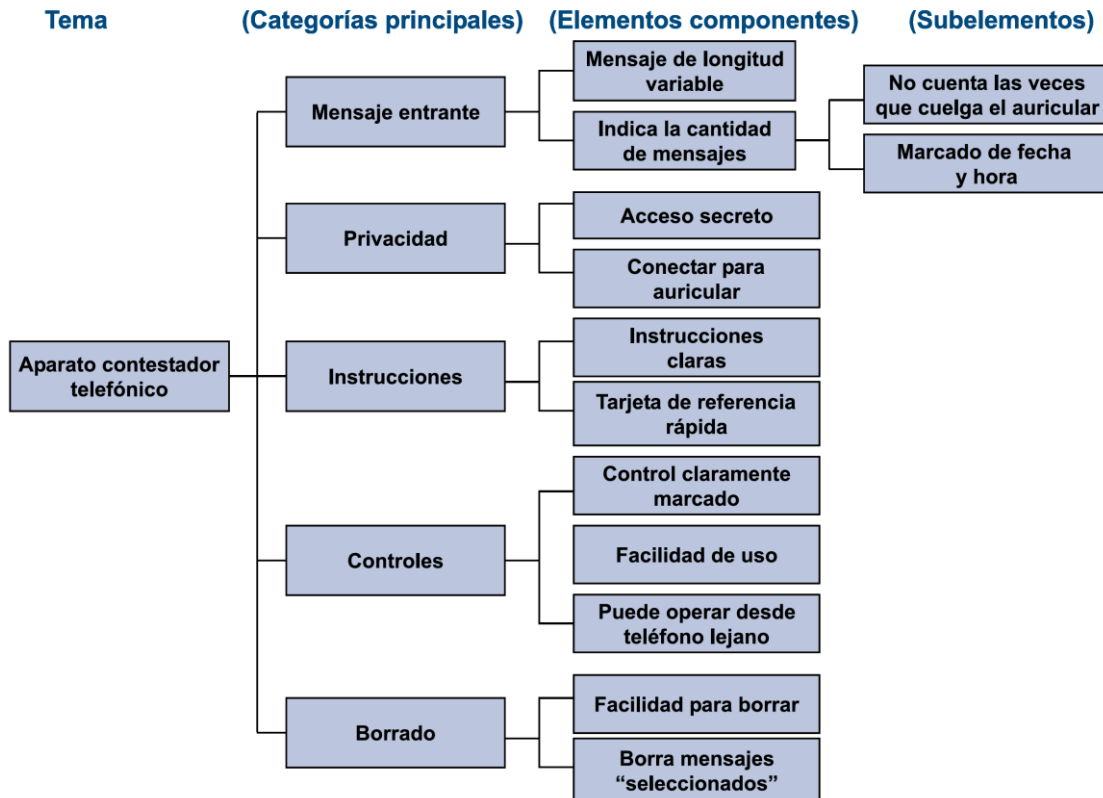 Tema
(Categorías principales)
(Elementos componentes)
(Subelementos)
Aparato contestador
telefónico
Mensaje entrante
Mensaje de longitud
variable
Indica la cantidad
de mensajes
No cuenta las veces
que cuelga el auricular
Marcado de fecha
y hora
Privacidad
Acceso secreto
Conectar para
auricular
Instrucciones
Instrucciones
claras
Tarjeta de referencia
rápida
Controles
Control claramente
marcado
Facilidad de uso
Puede operar desde
teléfono lejano
Borrado
Facilidad para borrar
Borra mensajes
“seleccionados”